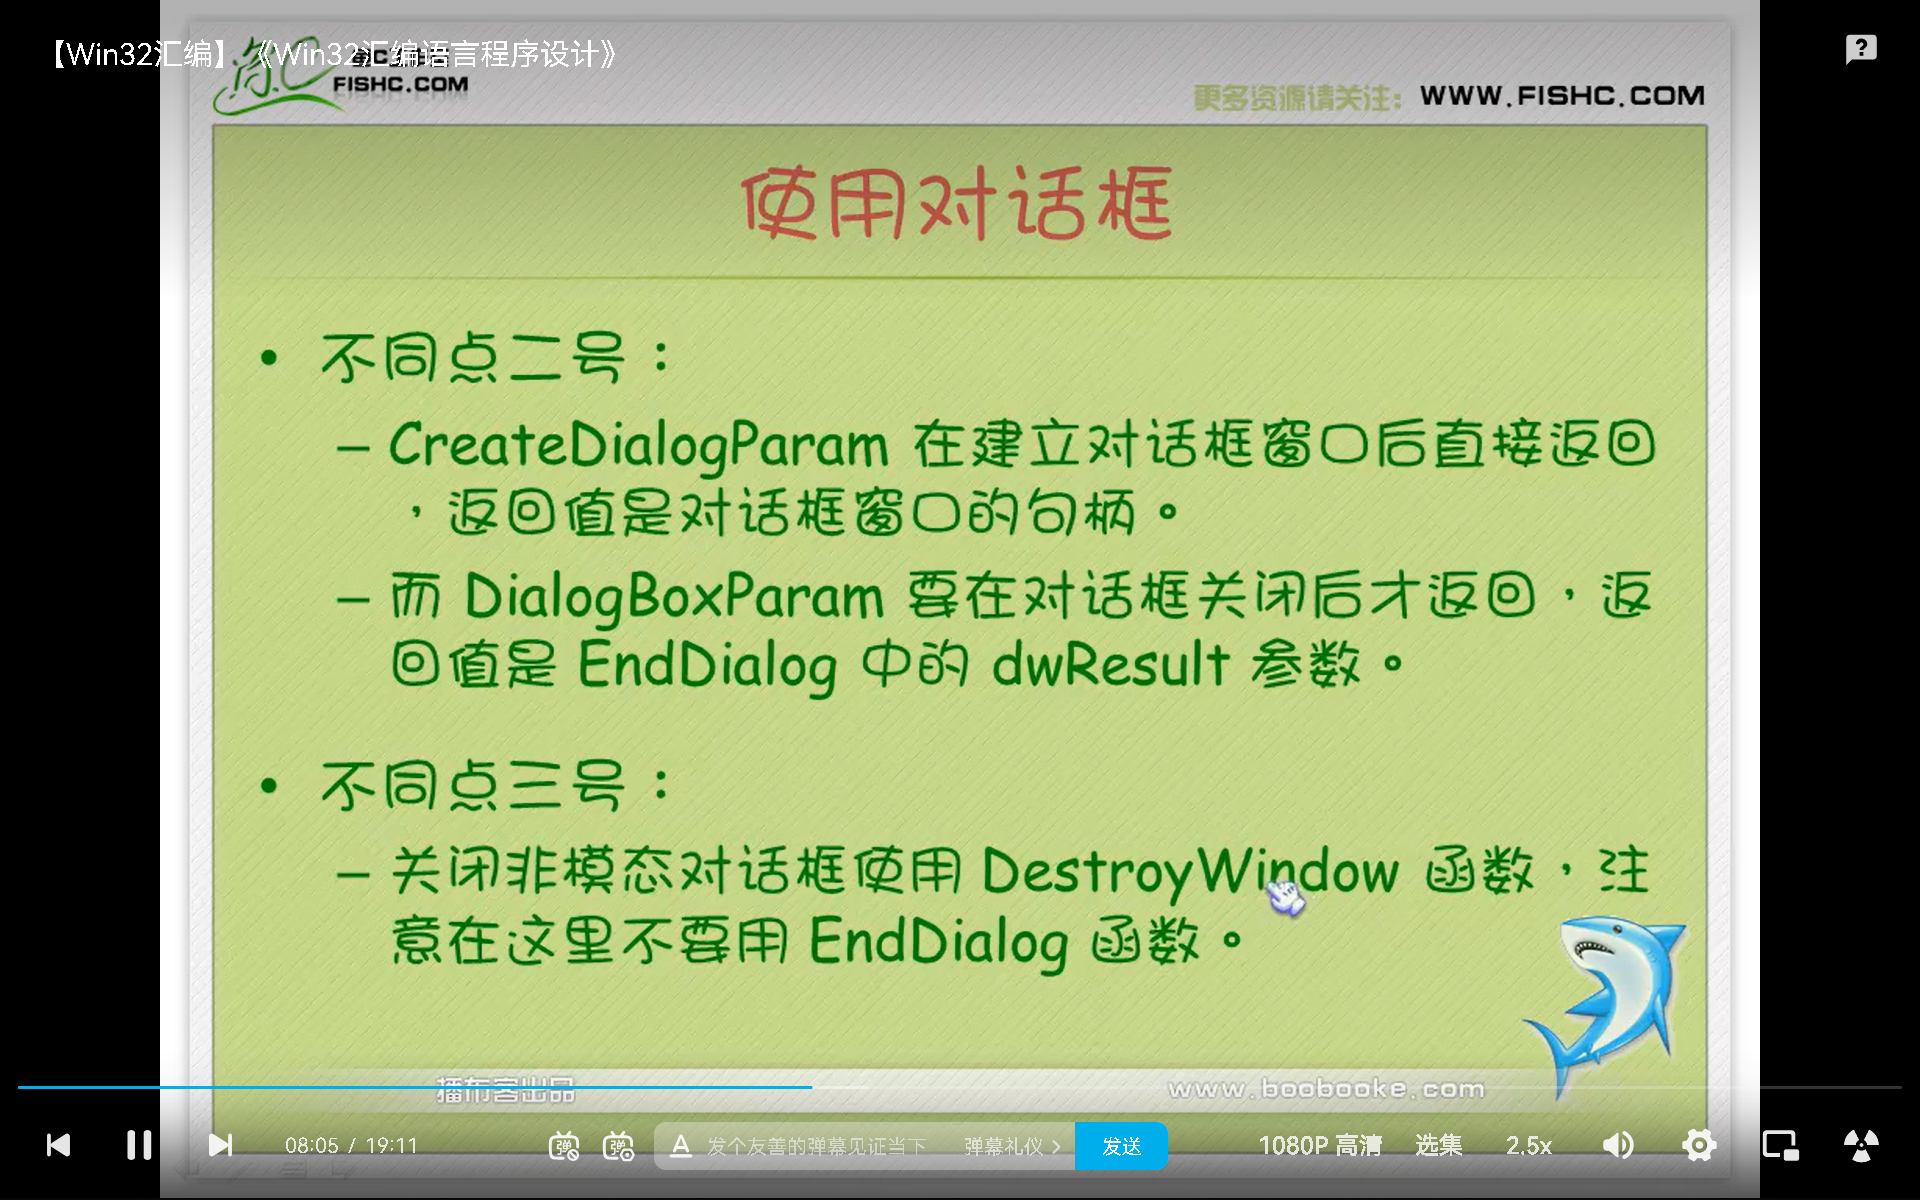 【Win32汇编】《Win32汇编语言程序设计》
FISHC.COM
更多资源请关注： WWW.FISHC.COM
使用对话框
• 不同点二号：
– CreateDialogParam 在建立对话框窗口后直接返回
，返回值是对话框窗口的句柄。
– 而 DialogBoxParam 要在对话框关闭后才返回，返
回值是 EndDialog 中的 dwResult 参数。
• 不同点三号：
– 关闭非模态对话框使用 DestroyWindow 函数，注
意在这里不要用 EndDialog 函数。
播布客出品 www.boobooke.com
08:05 / 19:11 弹 弹 A 发个友善的弹幕见证当下 弹幕礼仪 > 发送 1080P 高清 选集 2.5x